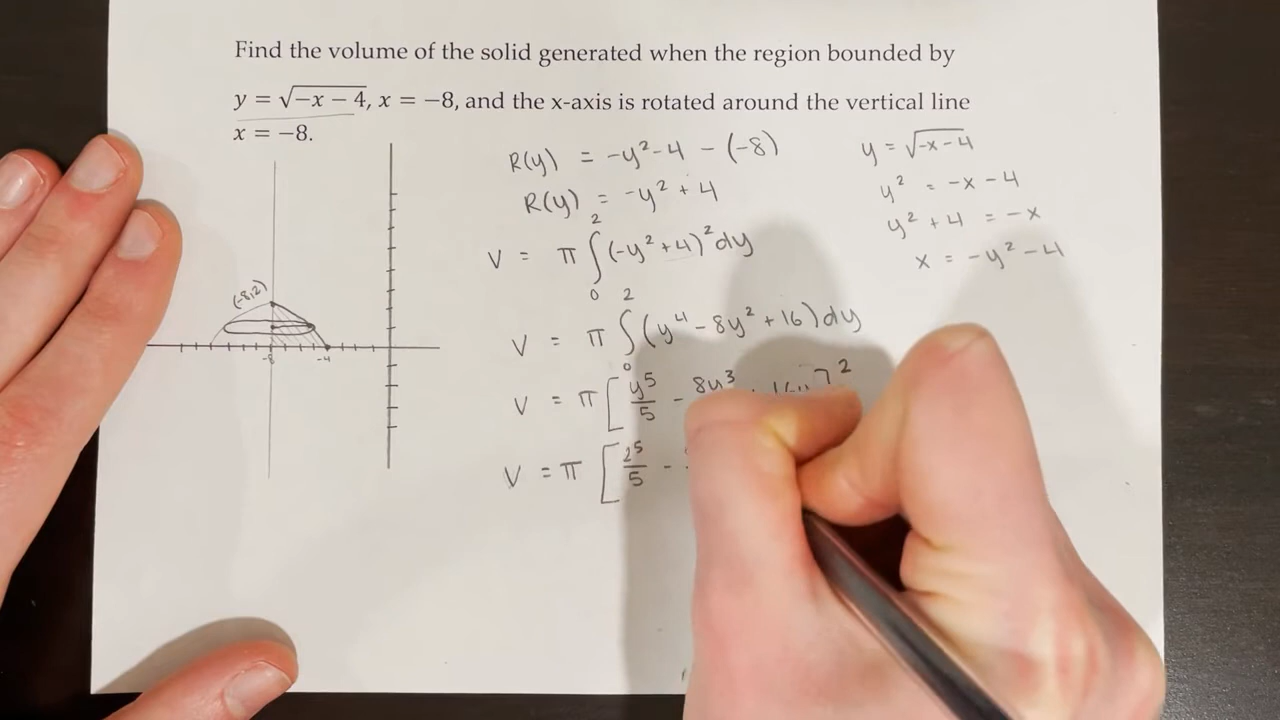 Find the volume of the solid generated when the region bounded by
y = √(−x − 4), x = −8, and the x-axis is rotated around the vertical line
x = −8.
R(y) = -y² - 4 - (-8)
R(y) = -y² + 4
V = π ∫₀² (-y² + 4)² dy
V = π ∫₀² (y⁴ - 8y² + 16) dy
V = π [ y⁵/5 - 8y³
V = π [ 2⁵/5 -
y = √(-x - 4)
y² = -x - 4
y² + 4 = -x
x = -y² - 4
(-8,2)
-8 -4